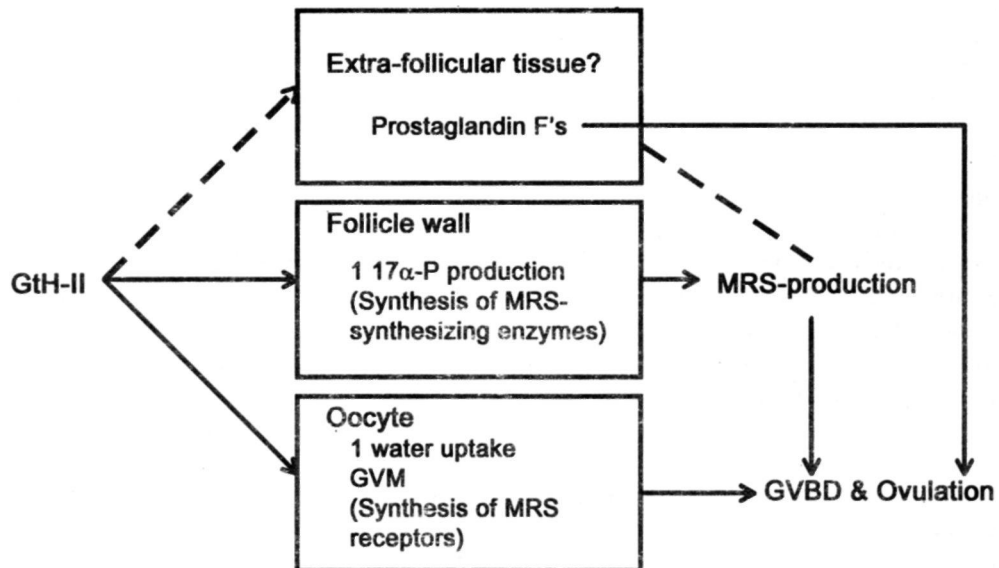 Extra-follicular tissue?
Prostaglandin F's
Follicle wall
1 17α-P production
(Synthesis of MRS-
synthesizing enzymes)
GtH-II
MRS-production
Oocyte
1 water uptake
GVM
(Synthesis of MRS
receptors)
GVBD & Ovulation